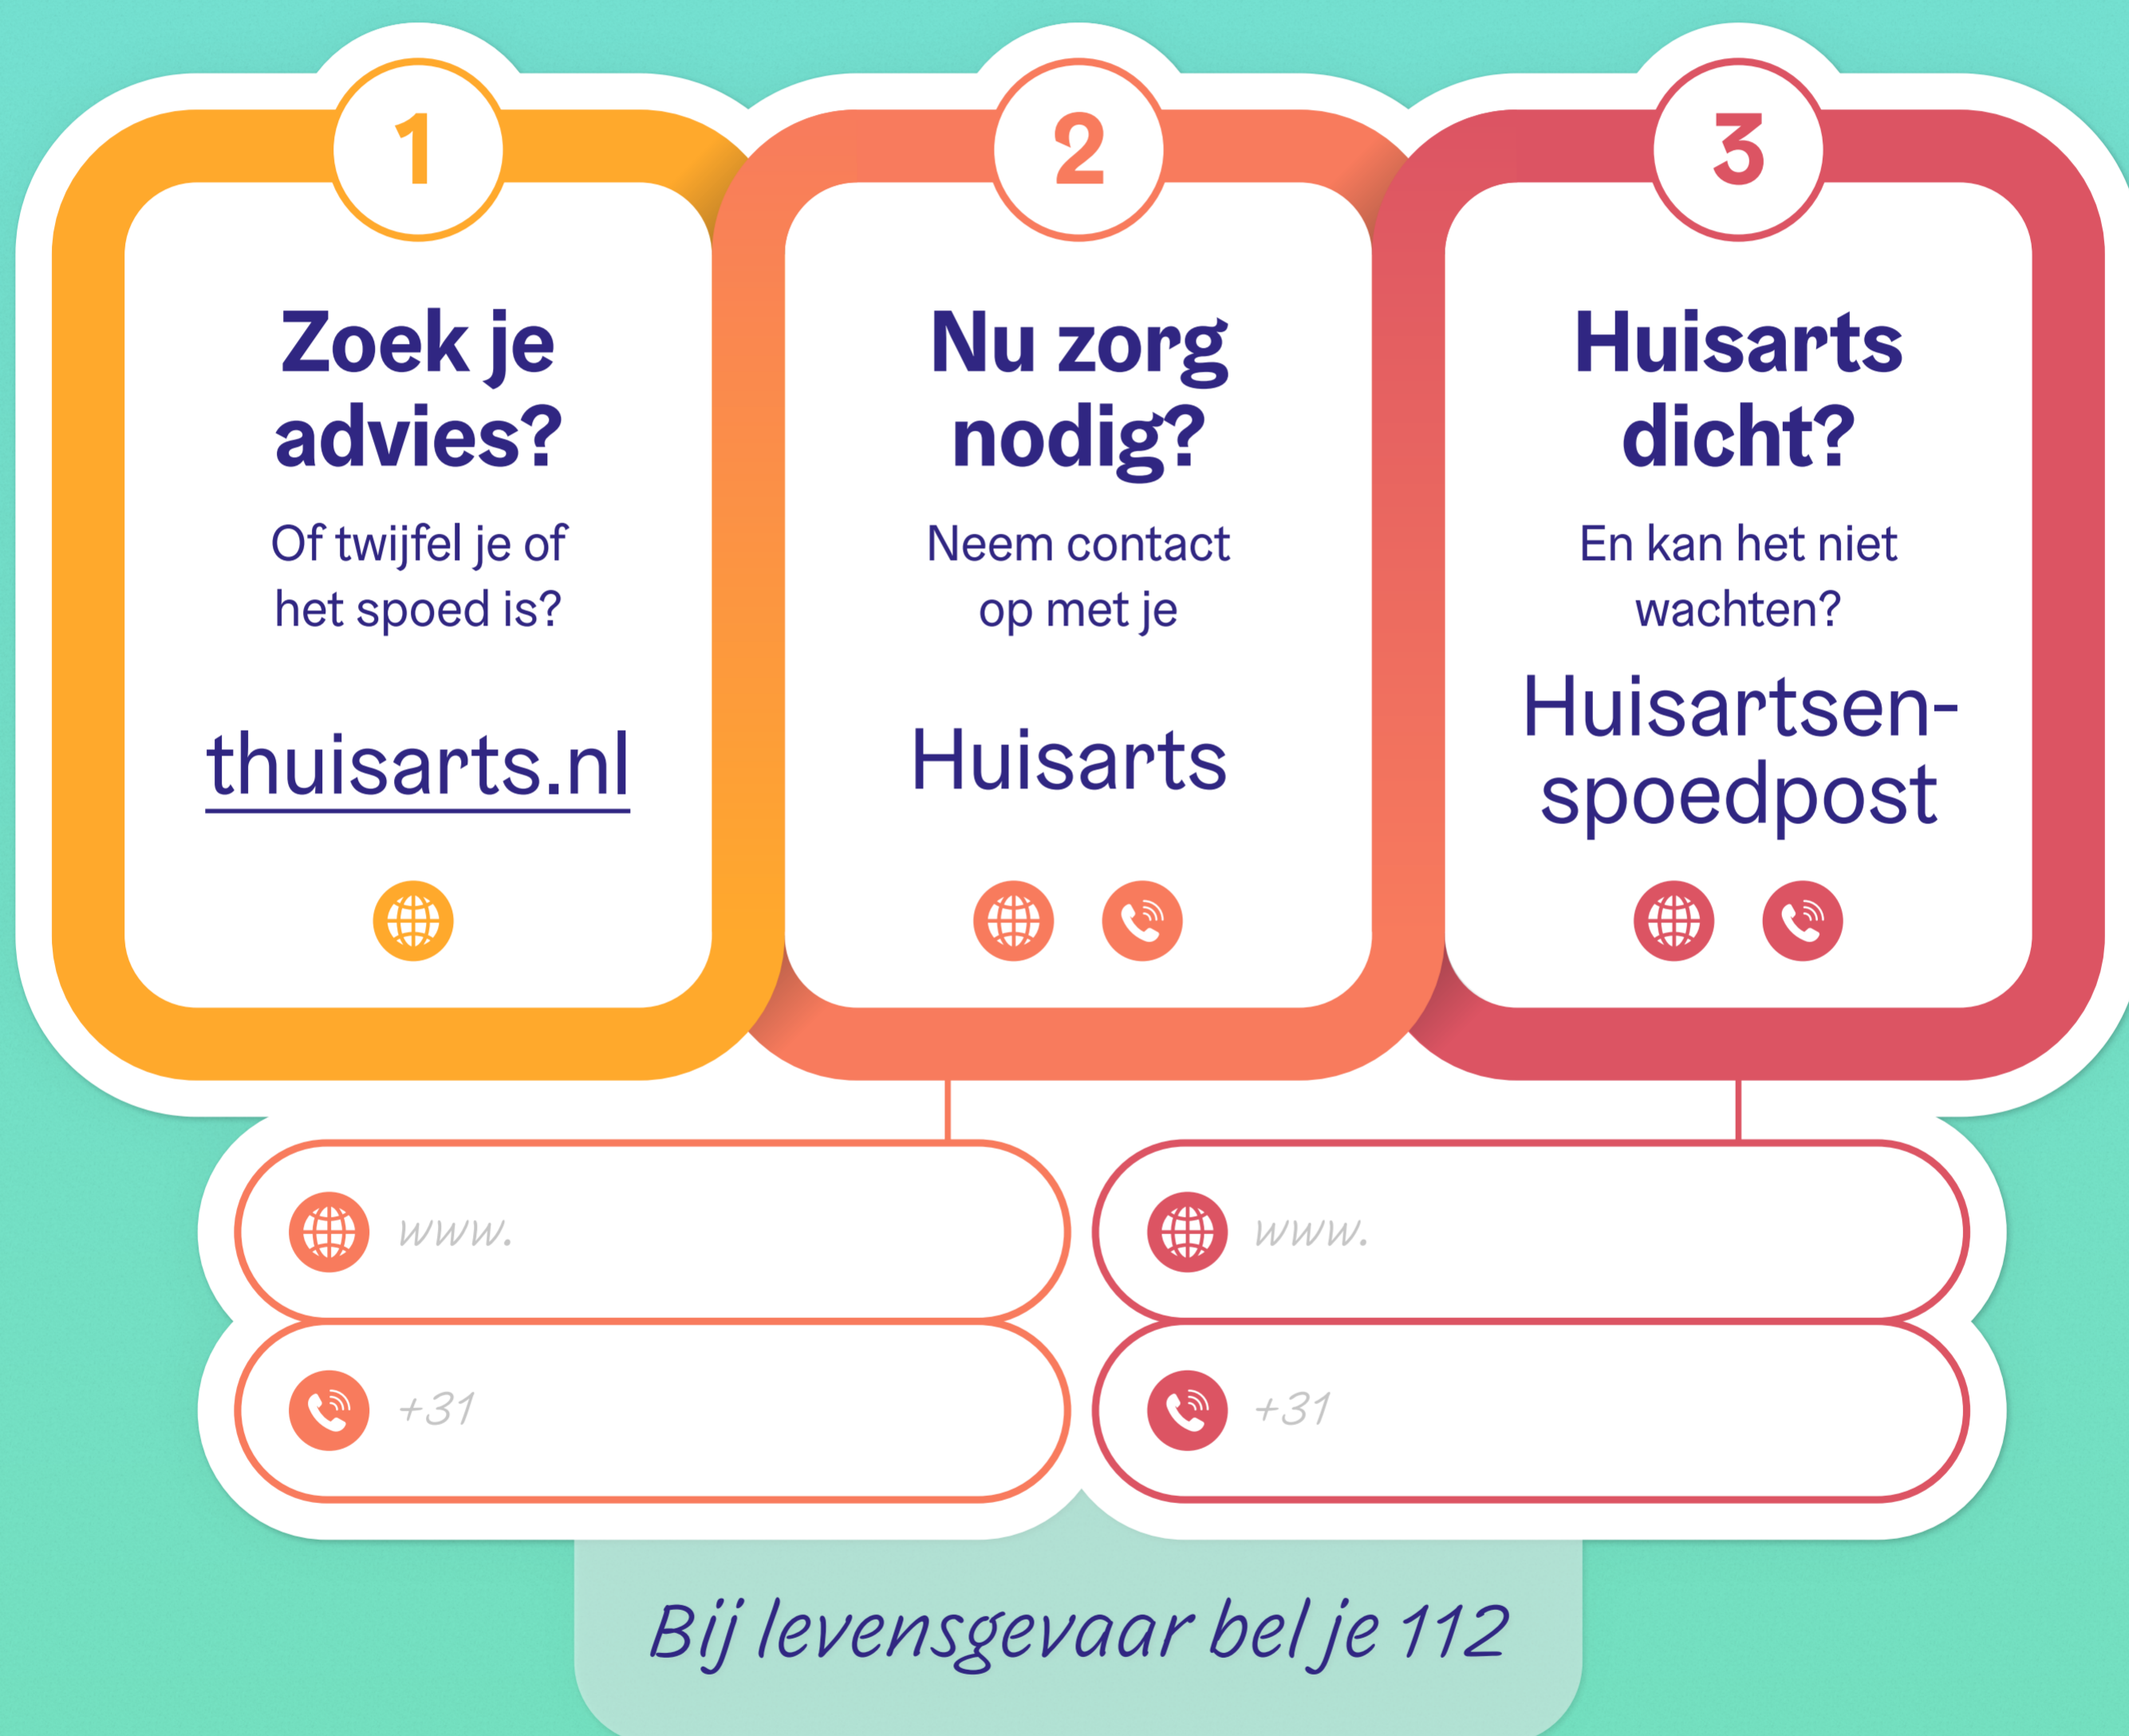 1
Zoek je
advies?
Of twijfel je of
het spoed is?
thuisarts.nl
2
Nu zorg
nodig?
Neem contact
op met je
Huisarts
3
Huisarts
dicht?
En kan het niet
wachten?
Huisartsen-
spoedpost
www.
+31
www.
+31
Bij levensgevaar bel je 112